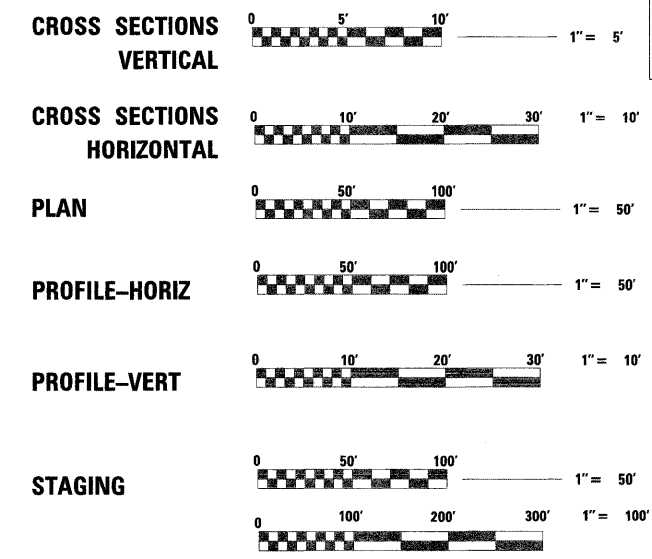 CROSS SECTIONS VERTICAL
0 5' 10'
1" = 5'
CROSS SECTIONS HORIZONTAL
0 10' 20' 30'
1" = 10'
PLAN
0 50' 100'
1" = 50'
PROFILE–HORIZ
0 50' 100'
1" = 50'
PROFILE–VERT
0 10' 20' 30'
1" = 10'
STAGING
0 50' 100'
1" = 50'
0 100' 200' 300'
1" = 100'